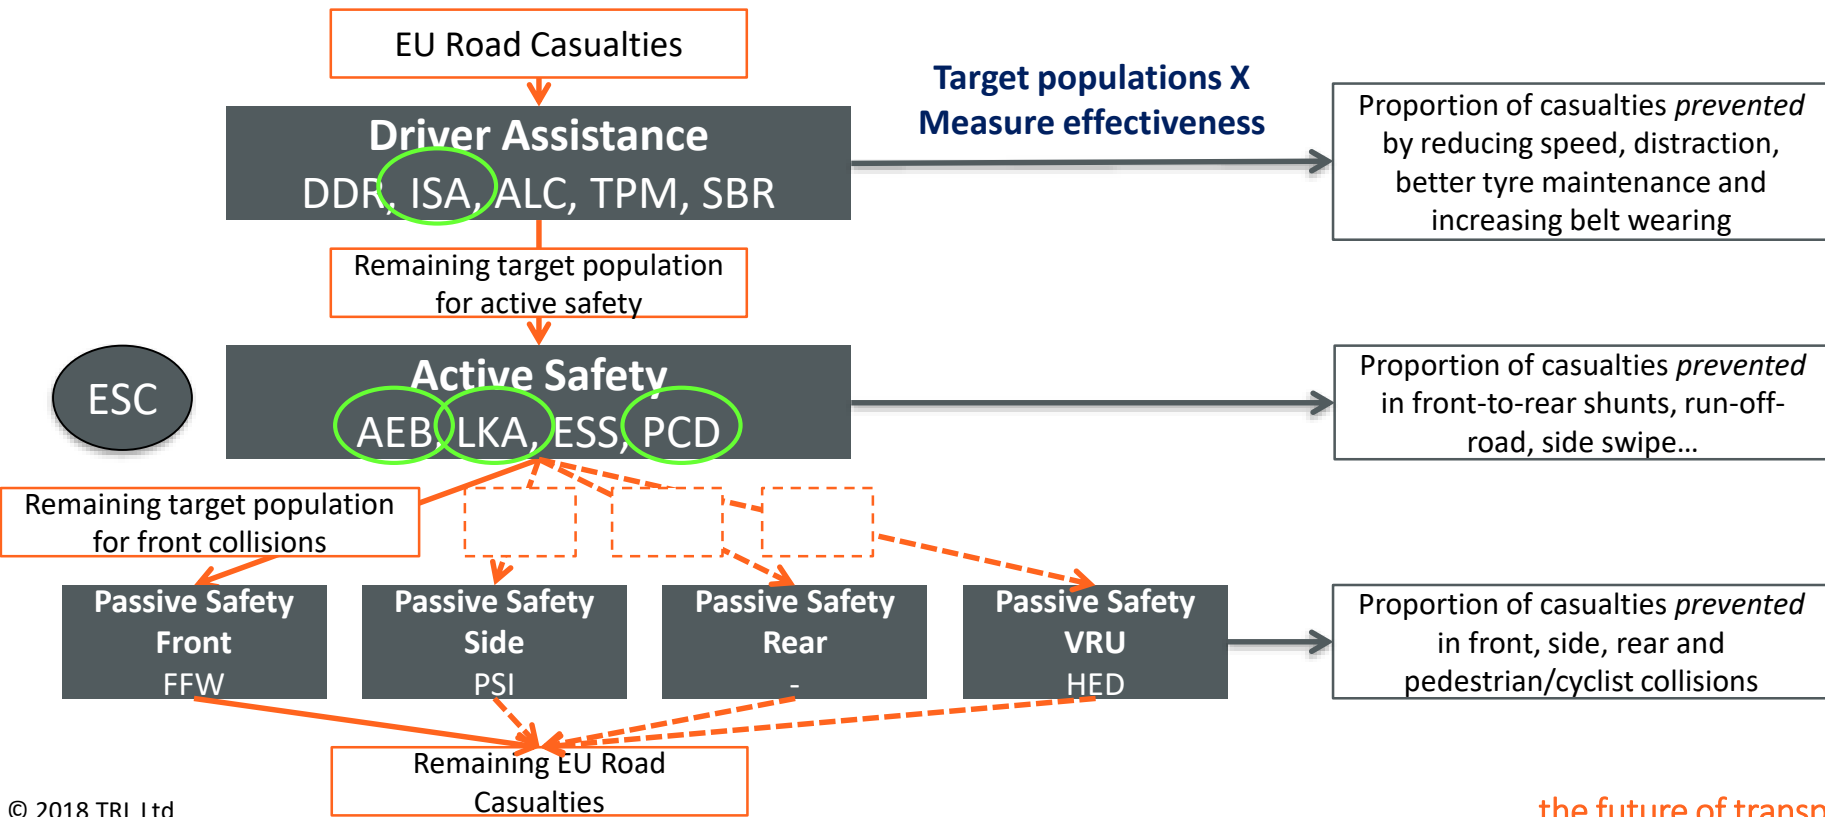 EU Road Casualties
Target populations X
Measure effectiveness
Driver Assistance
DDR, ISA, ALC, TPM, SBR
Proportion of casualties prevented
by reducing speed, distraction,
better tyre maintenance and
increasing belt wearing
Remaining target population
for active safety
ESC
Active Safety
AEB, LKA, ESS, PCD
Proportion of casualties prevented
in front-to-rear shunts, run-off-
road, side swipe...
Remaining target population
for front collisions
Passive Safety
Front
FFW
Passive Safety
Side
PSI
Passive Safety
Rear
-
Passive Safety
VRU
HED
Proportion of casualties prevented
in front, side, rear and
pedestrian/cyclist collisions
Remaining EU Road
Casualties
© 2018 TRL Ltd
the future of transp